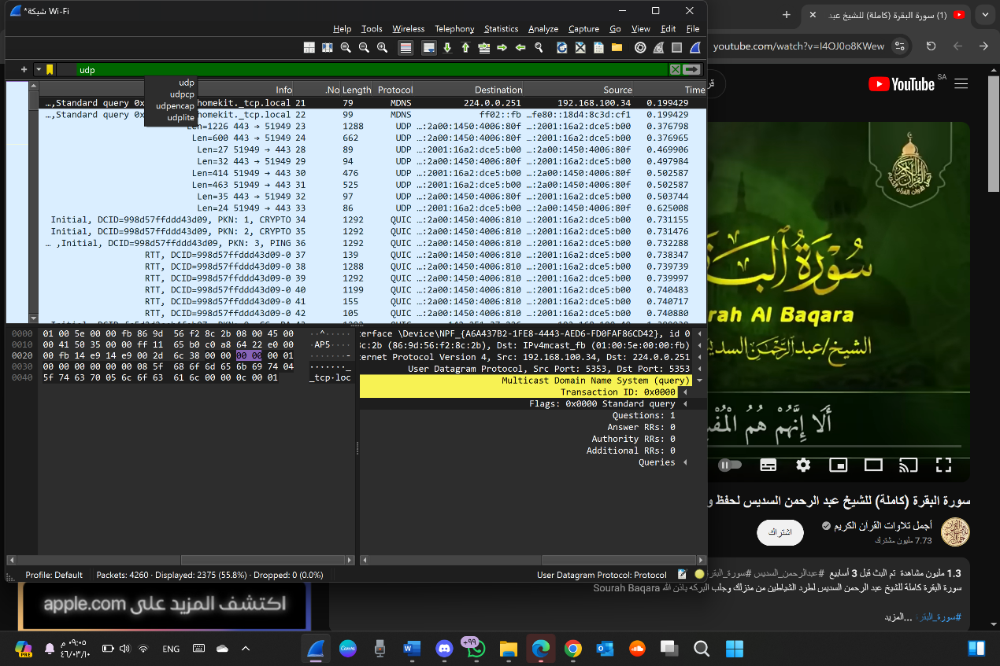 *شبكة Wi-Fi
File Edit View Go Capture Analyze Statistics Telephony Wireless Tools Help
udp
udp
udpcp
udpencap
udplite
Time Source Destination Protocol Length No. Info
0.199429 192.168.100.34 224.0.0.251 MDNS 79 21 Standard query 0x homekit._tcp.local,…
0.199429 fe80::18d4:8c3d:cf1… ff02::fb MDNS 99 22 Standard query 0x homekit._tcp.local,…
0.376798 2a00:1450:4006:80f:… 2001:16a2:dce5:b00:… UDP 1288 23 443 → 51949 Len=1226
0.376965 2a00:1450:4006:80f:… 2001:16a2:dce5:b00:… UDP 662 24 443 → 51949 Len=600
0.469906 2001:16a2:dce5:b00:… 2a00:1450:4006:80f:… UDP 89 28 51949 → 443 Len=27
0.497984 2a00:1450:4006:80f:… 2001:16a2:dce5:b00:… UDP 94 29 443 → 51949 Len=32
0.502587 2001:16a2:dce5:b00:… 2a00:1450:4006:80f:… UDP 476 30 51949 → 443 Len=414
0.502587 2001:16a2:dce5:b00:… 2a00:1450:4006:80f:… UDP 525 31 51949 → 443 Len=463
0.503744 2a00:1450:4006:80f:… 2001:16a2:dce5:b00:… UDP 97 32 443 → 51949 Len=35
0.625008 2a00:1450:4006:80f:… 2001:16a2:dce5:b00:… UDP 86 33 443 → 51949 Len=24
0.731155 2001:16a2:dce5:b00:… 2a00:1450:4006:810:… QUIC 1292 34 Initial, DCID=998d57ffddd43d09, PKN: 1, CRYPTO
0.731476 2001:16a2:dce5:b00:… 2a00:1450:4006:810:… QUIC 1292 35 Initial, DCID=998d57ffddd43d09, PKN: 2, CRYPTO
0.732288 2001:16a2:dce5:b00:… 2a00:1450:4006:810:… QUIC 1292 36 Initial, DCID=998d57ffddd43d09, PKN: 3, PING, …
0.738347 2001:16a2:dce5:b00:… 2a00:1450:4006:810:… QUIC 139 37 0-RTT, DCID=998d57ffddd43d09
0.739739 2001:16a2:dce5:b00:… 2a00:1450:4006:810:… QUIC 1288 38 0-RTT, DCID=998d57ffddd43d09
0.739997 2001:16a2:dce5:b00:… 2a00:1450:4006:810:… QUIC 1292 39 0-RTT, DCID=998d57ffddd43d09
0.740483 2001:16a2:dce5:b00:… 2a00:1450:4006:810:… QUIC 1199 40 0-RTT, DCID=998d57ffddd43d09
0.740717 2001:16a2:dce5:b00:… 2a00:1450:4006:810:… QUIC 155 41 0-RTT, DCID=998d57ffddd43d09
0.740880 2001:16a2:dce5:b00:… 2a00:1450:4006:810:… QUIC 105 42 0-RTT, DCID=998d57ffddd43d09
0000 01 00 5e 00 00 fb 86 9d 56 f2 8c 2b 08 00 45 00 ··^·····
0010 00 41 50 35 00 00 ff 11 65 b0 c0 a8 64 22 e0 00 ·AP5····
0020 00 fb 14 e9 14 e9 00 2d 6c 38 00 00 00 00 00 01 ·······-
0030 00 00 00 00 00 00 08 5f 68 6f 6d 65 6b 69 74 04 ·······_
0040 5f 74 63 70 05 6c 6f 63 61 6c 00 00 0c 00 01 _tcp·loc
terface \Device\NPF_{A6A437B2-1FE8-4443-AED6-FD0FAF86CD42}, id 0
8c:2b (86:9d:56:f2:8c:2b), Dst: IPv4mcast_fb (01:00:5e:00:00:fb)
ternet Protocol Version 4, Src: 192.168.100.34, Dst: 224.0.0.251
User Datagram Protocol, Src Port: 5353, Dst Port: 5353
Multicast Domain Name System (query)
Transaction ID: 0x0000
Flags: 0x0000 Standard query
Questions: 1
Answer RRs: 0
Authority RRs: 0
Additional RRs: 0
Queries
Profile: Default
Packets: 4260 · Displayed: 2375 (55.8%) · Dropped: 0 (0.0%)
User Datagram Protocol: Protocol
(1) سورة البقرة (كاملة) للشيخ عبد
youtube.com/watch?v=I4OJ0o8KWew
YouTube SA
rah Al Baqara
الشيخ/عبدالرحمن السديس
أَلَا إِنَّهُمْ هُمُ
سورة البقرة (كاملة) للشيخ عبد الرحمن السديس لحفظ و
أجمل تلاوات القرآن الكريم
7.73 مليون مشترك
اشتراك
1.3 مليون مشاهدة تم البث قبل 3 أسابيع #عبدالرحمن_السديس #سورة_البقرة
سورة البقرة كاملة للشيخ عبد الرحمن السديس لطرد الشياطين من منزلك وجلب البركه باذن الله Sourah Baqara
#سورة_البقرة ...المزيد
اكتشف المزيد على apple.com
PRE
٠٩:٠٥ م
٤٦/٠٣/١٠
ENG
Canva
+99